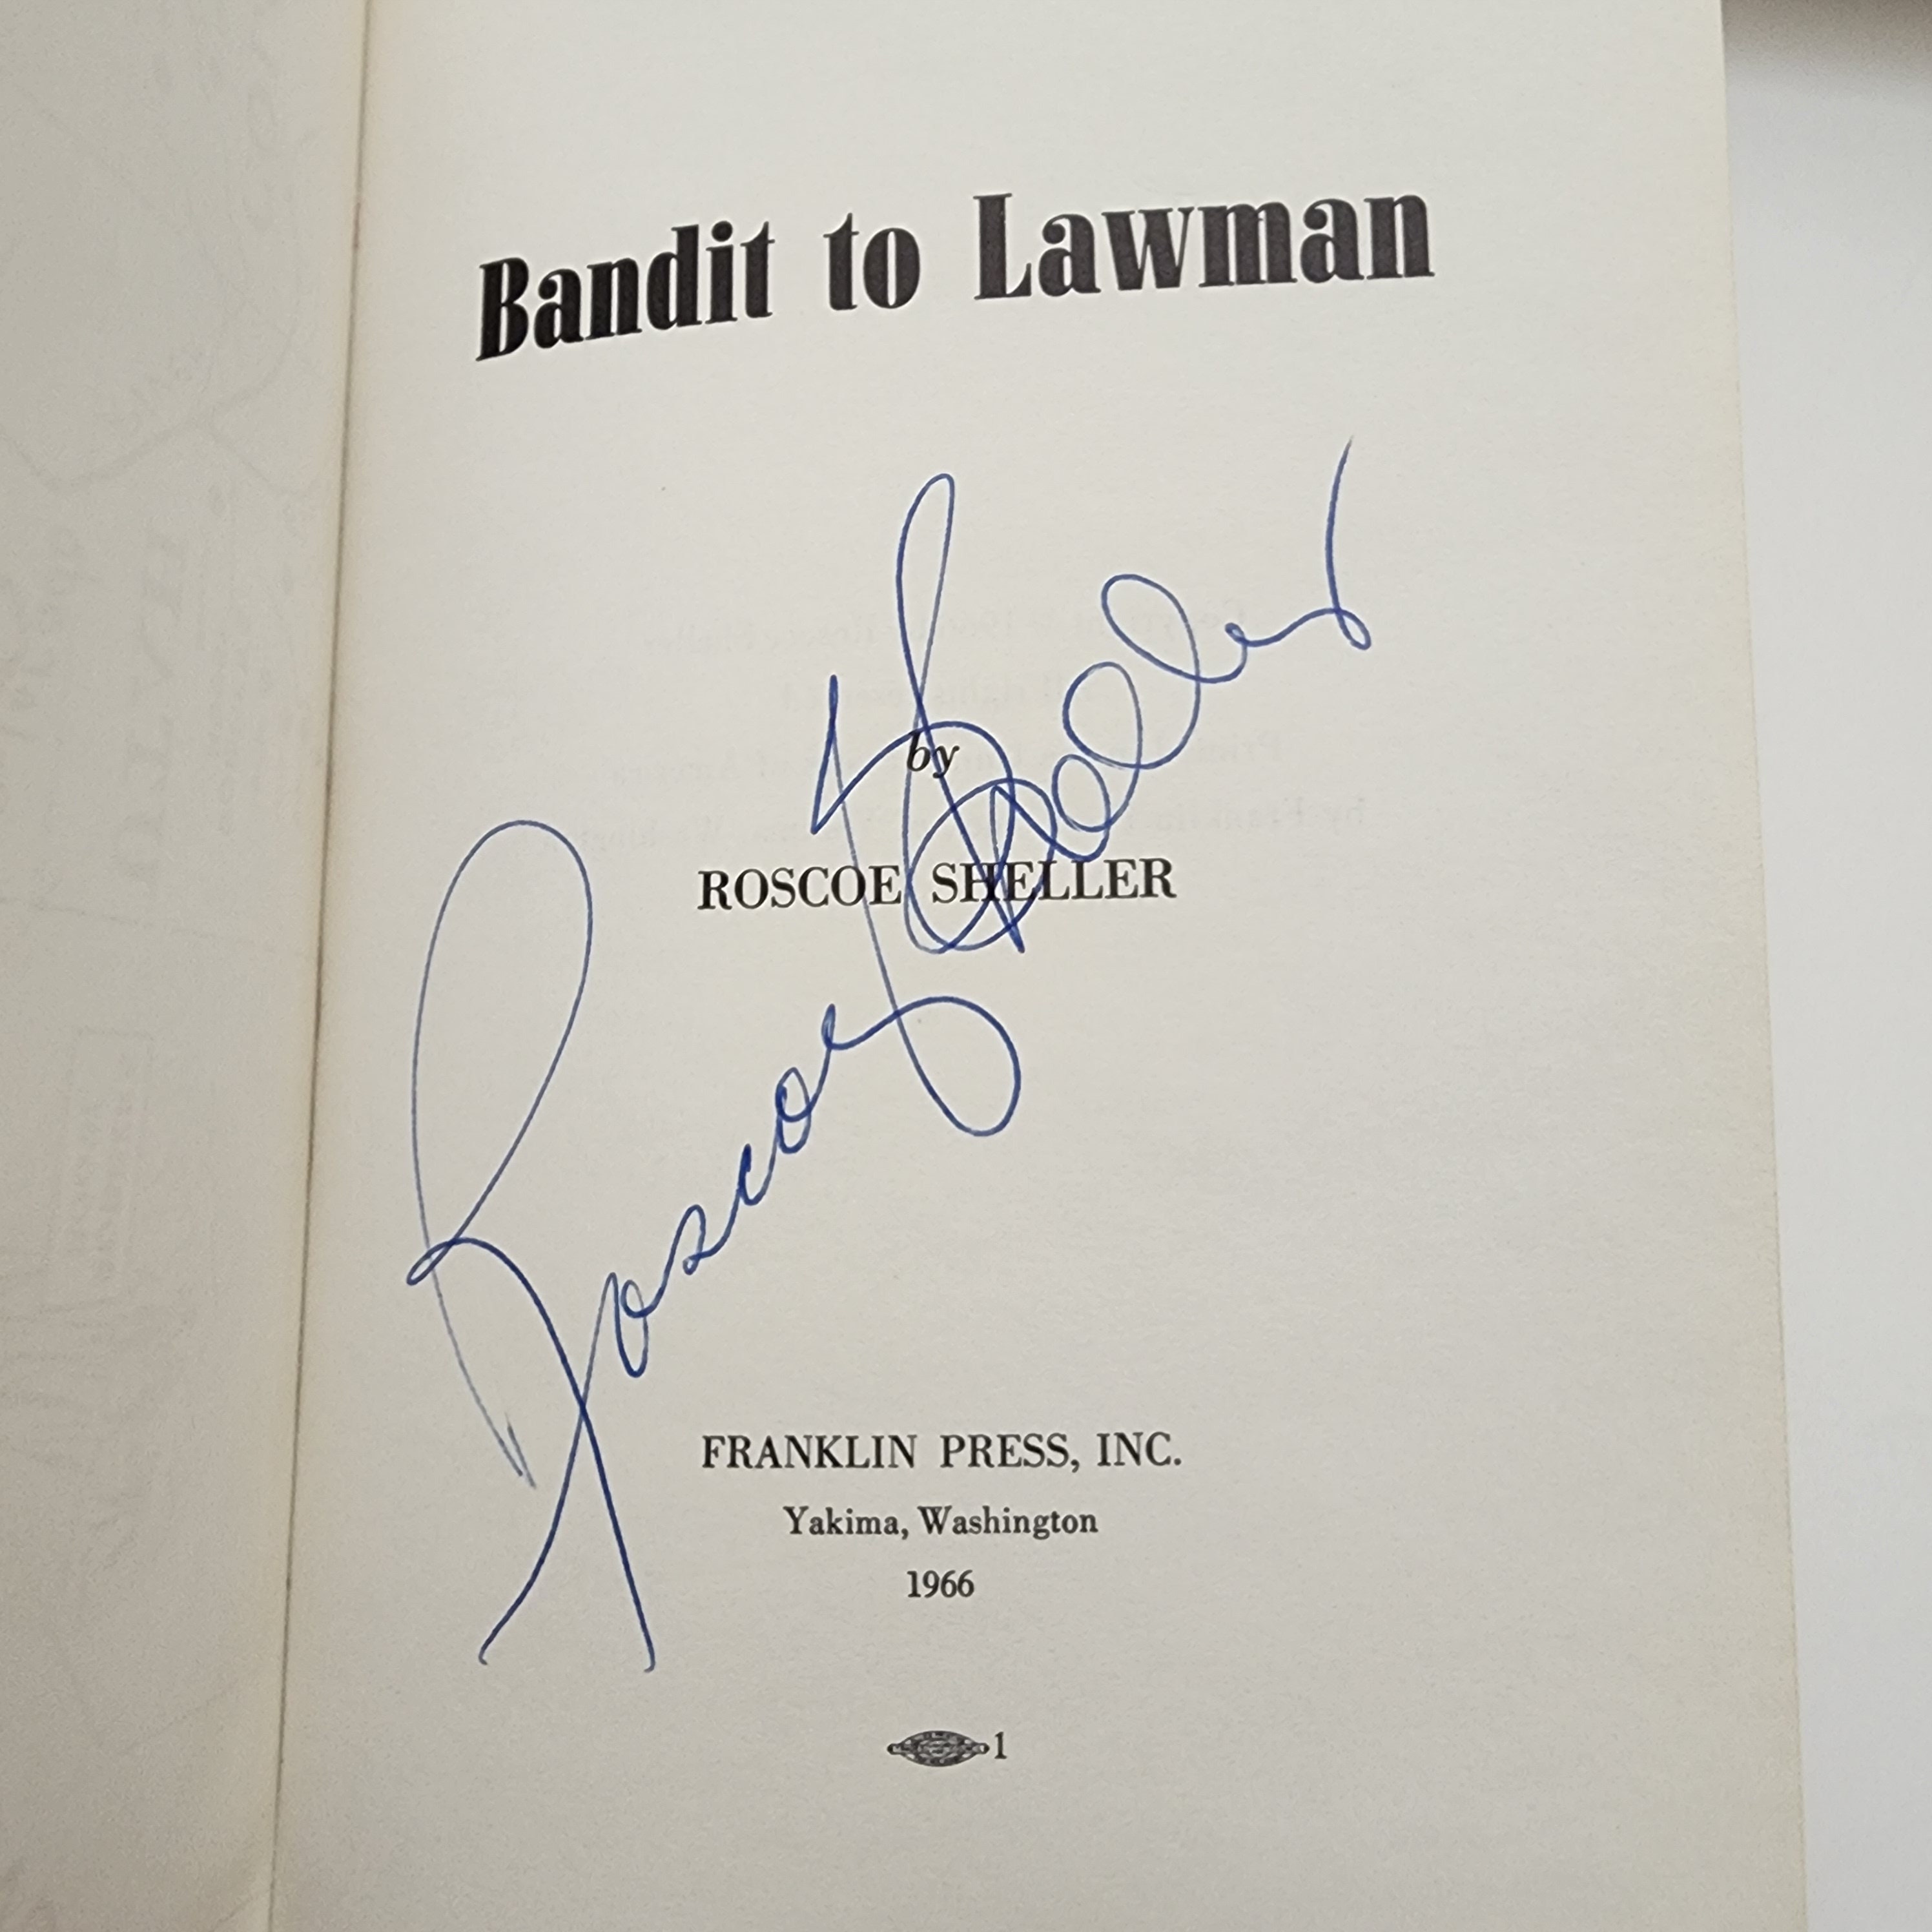 Bandit to Lawman
by
ROSCOE SHELLER
Roscoe Sheller
FRANKLIN PRESS, INC.
Yakima, Washington
1966
1